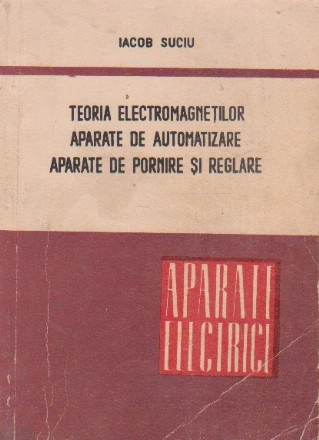 IACOB SUCIU
TEORIA ELECTROMAGNEȚILOR
APARATE DE AUTOMATIZARE
APARATE DE PORNIRE ȘI REGLARE
APARATE
ELECTRICE